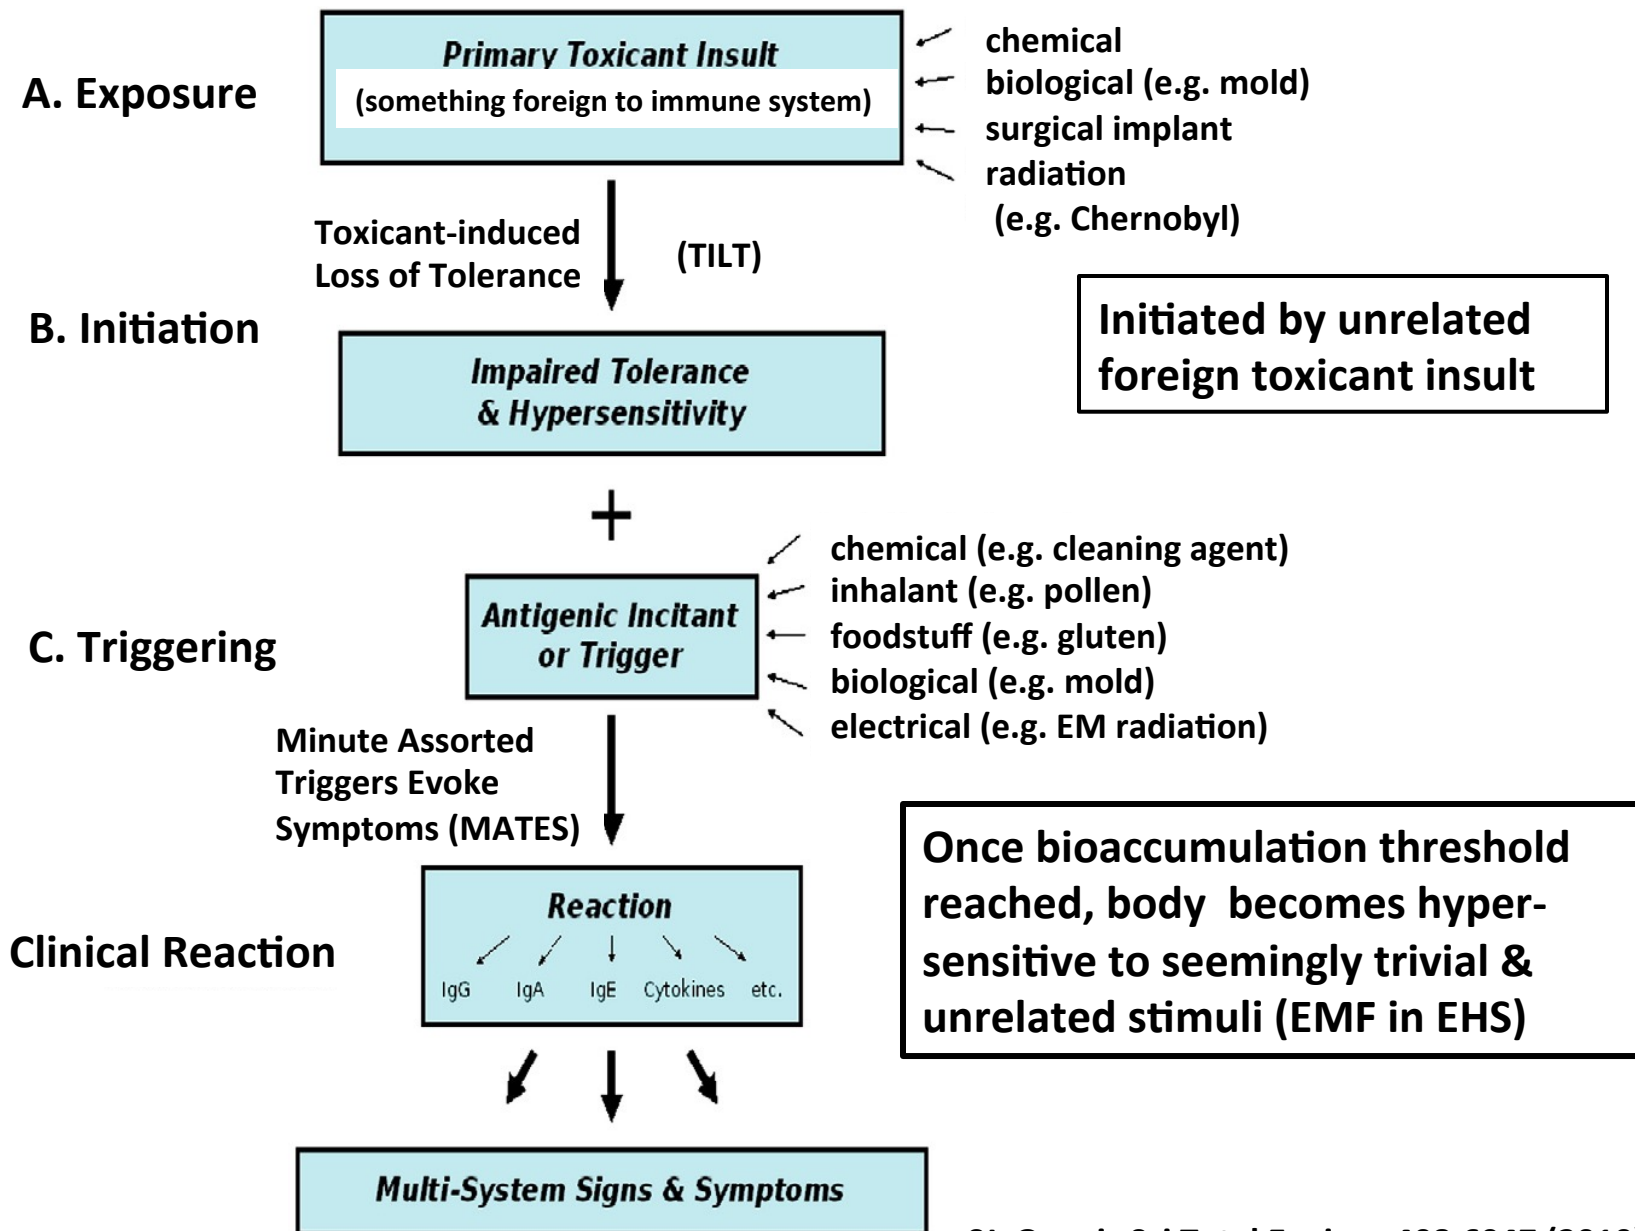 Primary Toxicant Insult
(something foreign to immune system)
chemical
biological (e.g. mold)
surgical implant
radiation
(e.g. Chernobyl)
A. Exposure
Toxicant-induced
Loss of Tolerance
(TILT)
B. Initiation
Initiated by unrelated
foreign toxicant insult
Impaired Tolerance
& Hypersensitivity
+
chemical (e.g. cleaning agent)
inhalant (e.g. pollen)
foodstuff (e.g. gluten)
biological (e.g. mold)
electrical (e.g. EM radiation)
Antigenic Incitant
or Trigger
C. Triggering
Minute Assorted
Triggers Evoke
Symptoms (MATES)
Once bioaccumulation threshold
reached, body becomes hyper-
sensitive to seemingly trivial &
unrelated stimuli (EMF in EHS)
Reaction
IgG IgA IgE Cytokines etc.
Clinical Reaction
Multi-System Signs & Symptoms